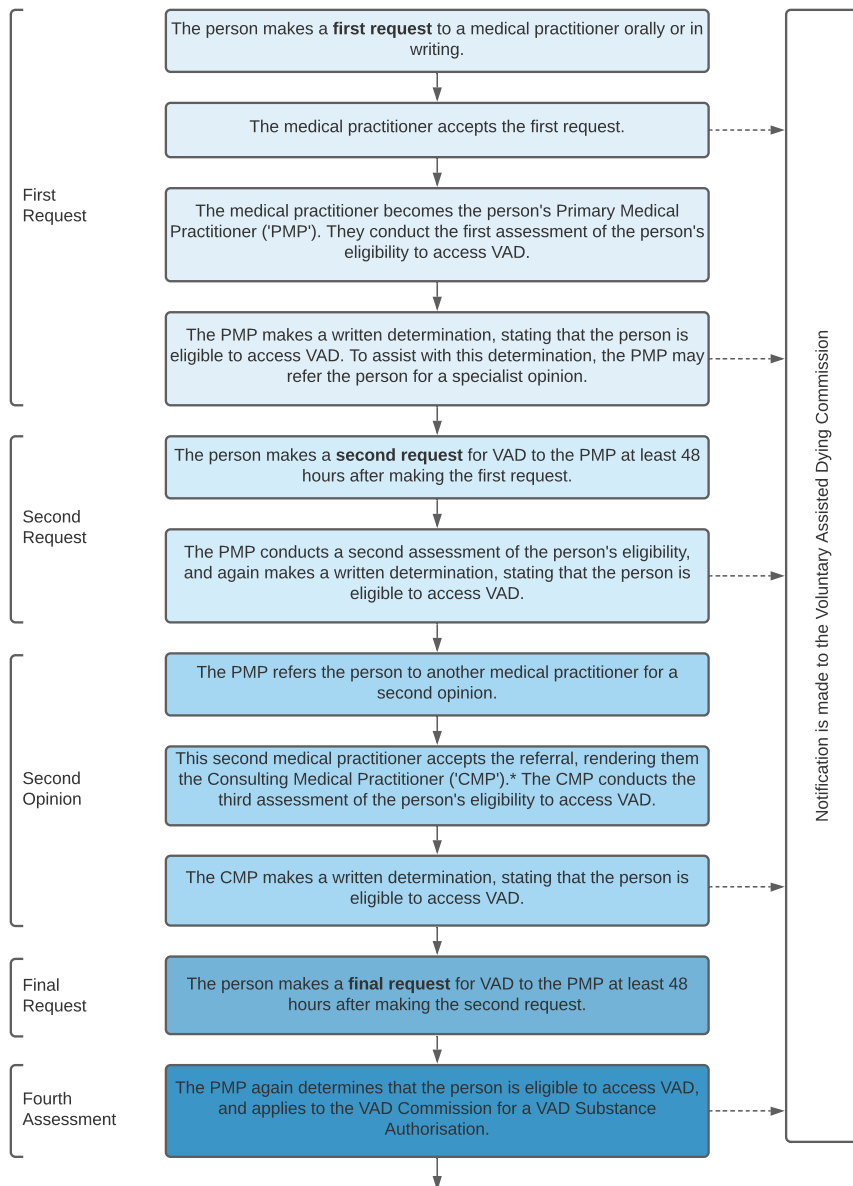 The person makes a first request to a medical practitioner orally or in
writing.
The medical practitioner accepts the first request.
First
Request
The medical practitioner becomes the person's Primary Medical
Practitioner ('PMP'). They conduct the first assessment of the person's
eligibility to access VAD.
The PMP makes a written determination, stating that the person is
eligible to access VAD. To assist with this determination, the PMP may
refer the person for a specialist opinion.
The person makes a second request for VAD to the PMP at least 48
hours after making the first request.
Second
Request
The PMP conducts a second assessment of the person's eligibility,
and again makes a written determination, stating that the person is
eligible to access VAD.
The PMP refers the person to another medical practitioner for a
second opinion.
Second
Opinion
This second medical practitioner accepts the referral, rendering them
the Consulting Medical Practitioner ('CMP').* The CMP conducts the
third assessment of the person's eligibility to access VAD.
The CMP makes a written determination, stating that the person is
eligible to access VAD.
Final
Request
The person makes a final request for VAD to the PMP at least 48
hours after making the second request.
Fourth
Assessment
The PMP again determines that the person is eligible to access VAD,
and applies to the VAD Commission for a VAD Substance
Authorisation.
Notification is made to the Voluntary Assisted Dying Commission